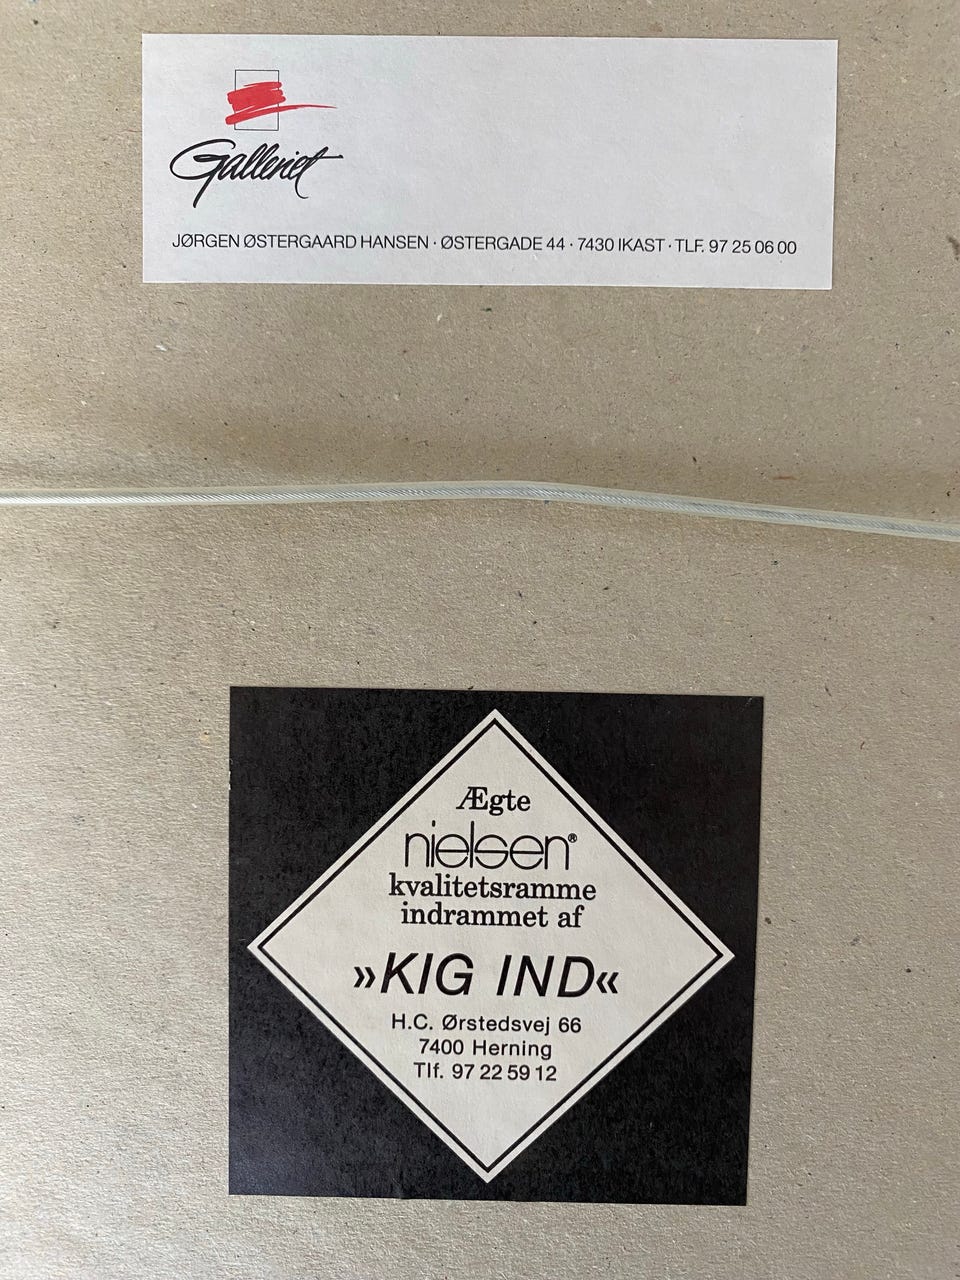 Galleriet
JØRGEN ØSTERGAARD HANSEN · ØSTERGADE 44 · 7430 IKAST · TLF. 97 25 06 00
Ægte
nielsen®
kvalitetsramme
indrammet af
»KIG IND«
H.C. Ørstedsvej 66
7400 Herning
Tlf. 97 22 59 12